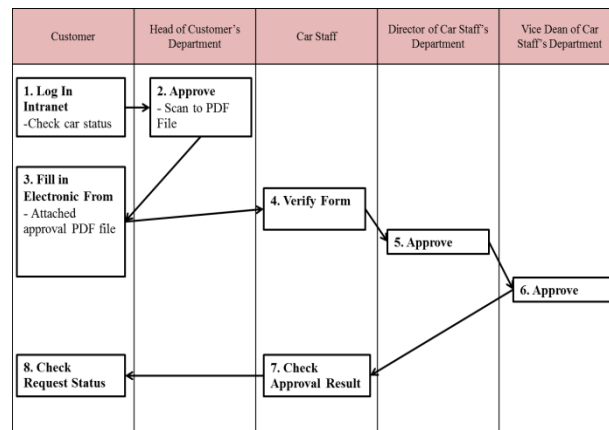 Customer
Head of Customer's
Department
Car Staff
Director of Car Staff's
Department
Vice Dean of Car
Staff's Department
1. Log In
Intranet
-Check car status
2. Approve
- Scan to PDF
File
3. Fill in
Electronic From
- Attached
approval PDF file
4. Verify Form
5. Approve
6. Approve
7. Check
Approval Result
8. Check
Request Status